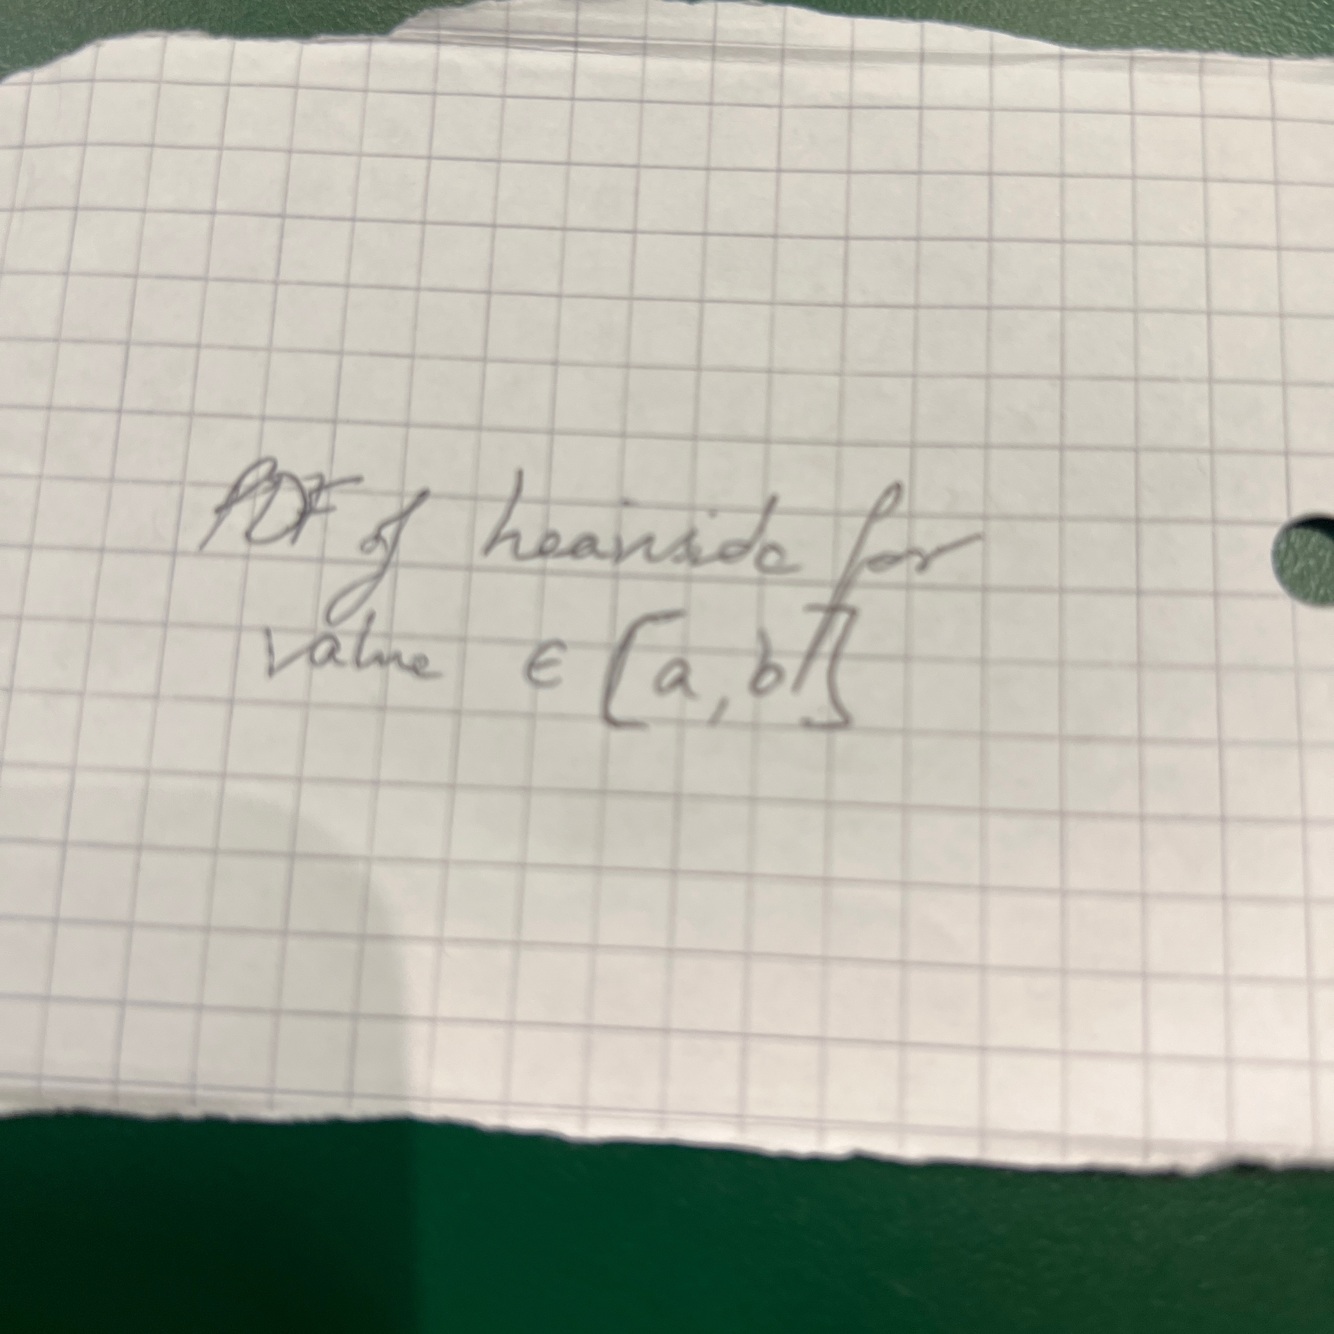 PDF of heaviside for
value ∈ [a, b]